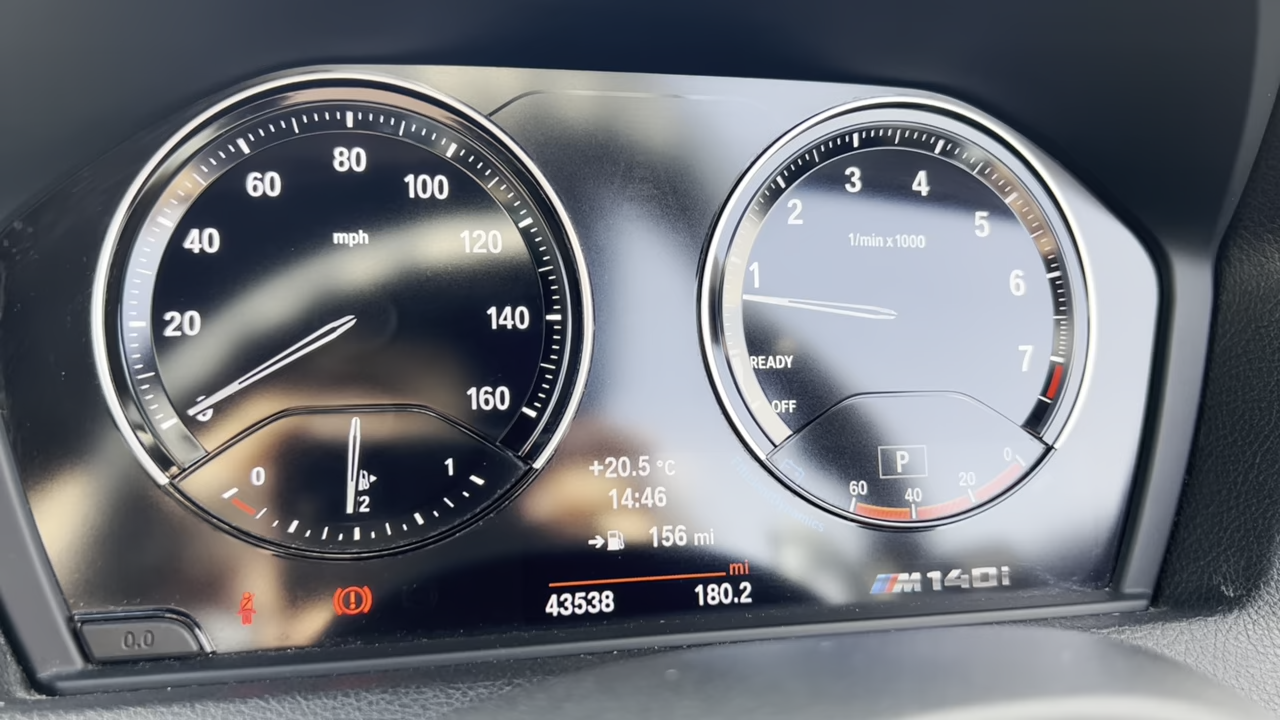 80
60
100
40
mph
120
20
140
160
0
1
1/2
3
4
2
5
1/min x 1000
1
6
READY
7
OFF
P
60
40
20
0
+20.5 °C
14:46
156 mi
mi
43538
180.2
M140i
0.0